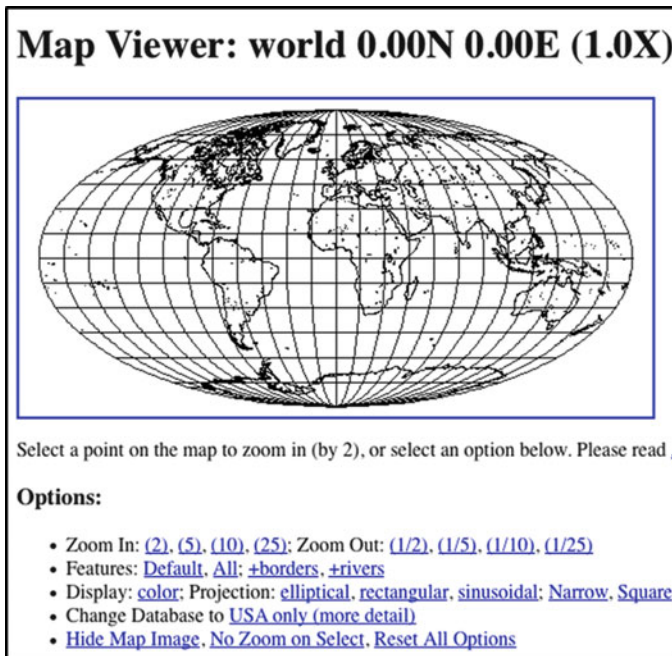 Map Viewer: world 0.00N 0.00E (1.0X)
Select a point on the map to zoom in (by 2), or select an option below. Please read
Options:
• Zoom In: (2), (5), (10), (25); Zoom Out: (1/2), (1/5), (1/10), (1/25)
• Features: Default, All; +borders, +rivers
• Display: color; Projection: elliptical, rectangular, sinusoidal; Narrow, Square
• Change Database to USA only (more detail)
• Hide Map Image, No Zoom on Select, Reset All Options